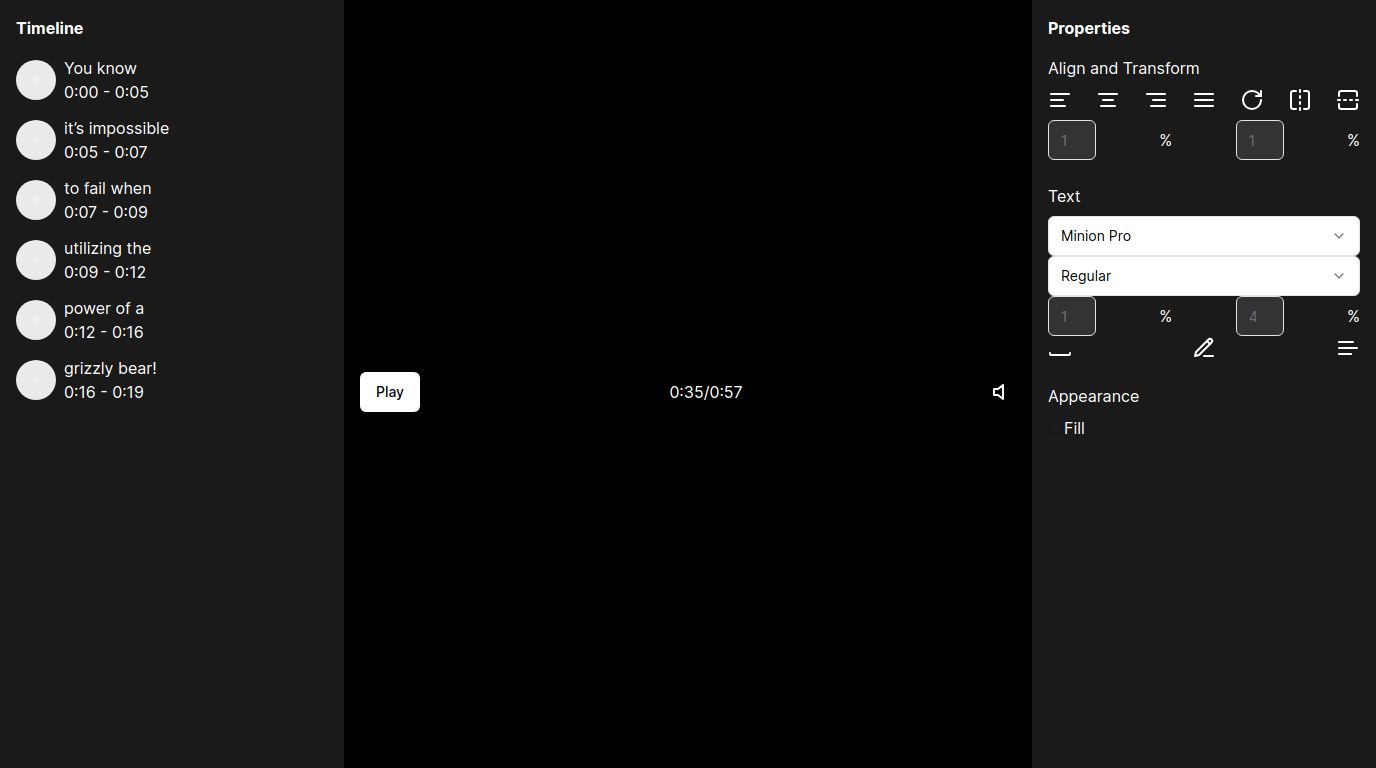 Timeline
You know
0:00 - 0:05
it’s impossible
0:05 - 0:07
to fail when
0:07 - 0:09
utilizing the
0:09 - 0:12
power of a
0:12 - 0:16
grizzly bear!
0:16 - 0:19
Play
0:35/0:57
Properties
Align and Transform
1 % 1 %
Text
Minion Pro
Regular
1 % 4 %
Appearance
Fill